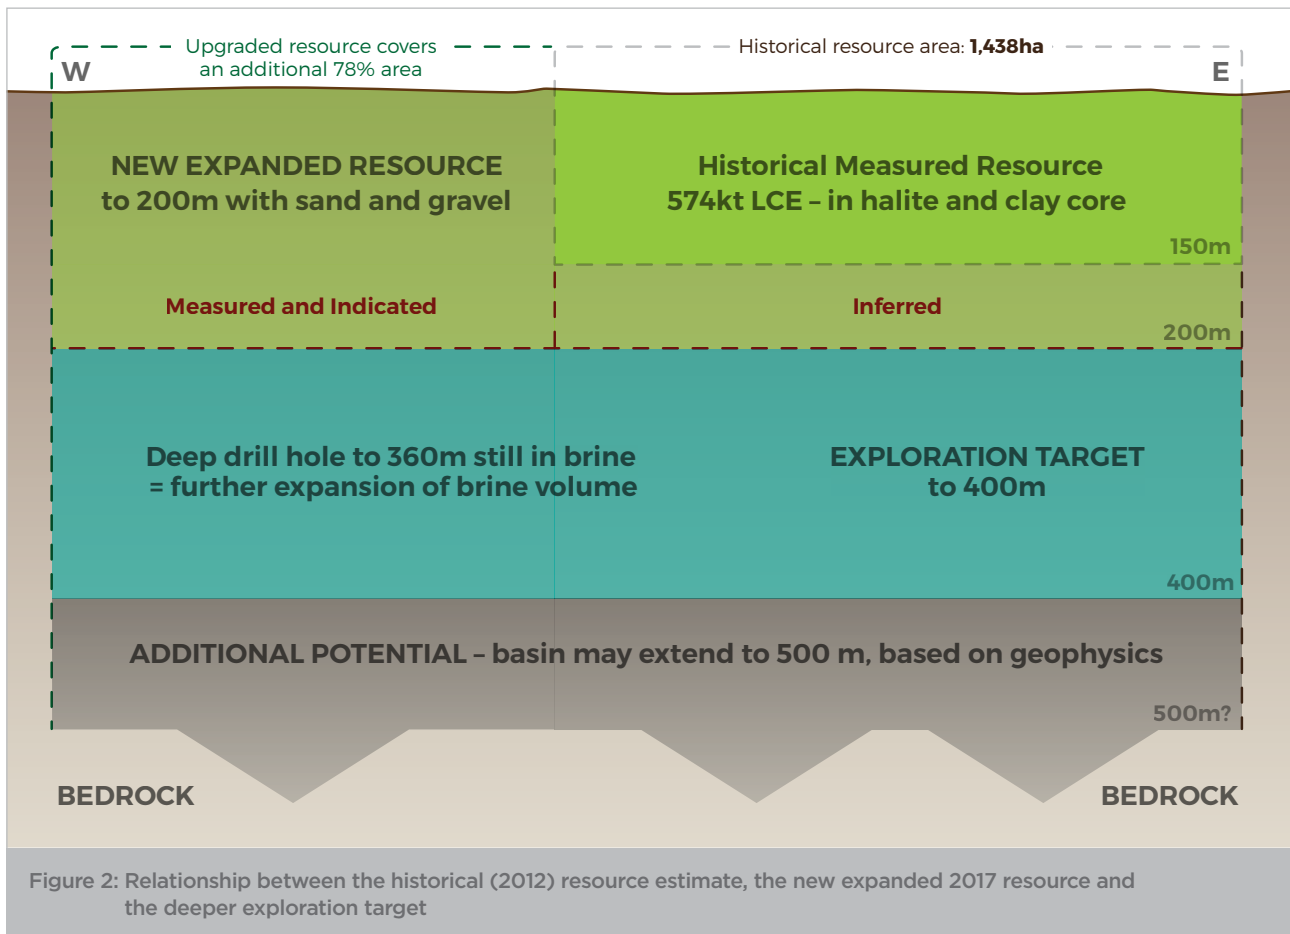 Upgraded resource covers
an additional 78% area
Historical resource area: 1,438ha
W
E
NEW EXPANDED RESOURCE
to 200m with sand and gravel
Historical Measured Resource
574kt LCE – in halite and clay core
150m
Measured and Indicated
Inferred
200m
Deep drill hole to 360m still in brine
= further expansion of brine volume
EXPLORATION TARGET
to 400m
400m
ADDITIONAL POTENTIAL – basin may extend to 500 m, based on geophysics
500m?
BEDROCK
BEDROCK
Figure 2: Relationship between the historical (2012) resource estimate, the new expanded 2017 resource and
the deeper exploration target